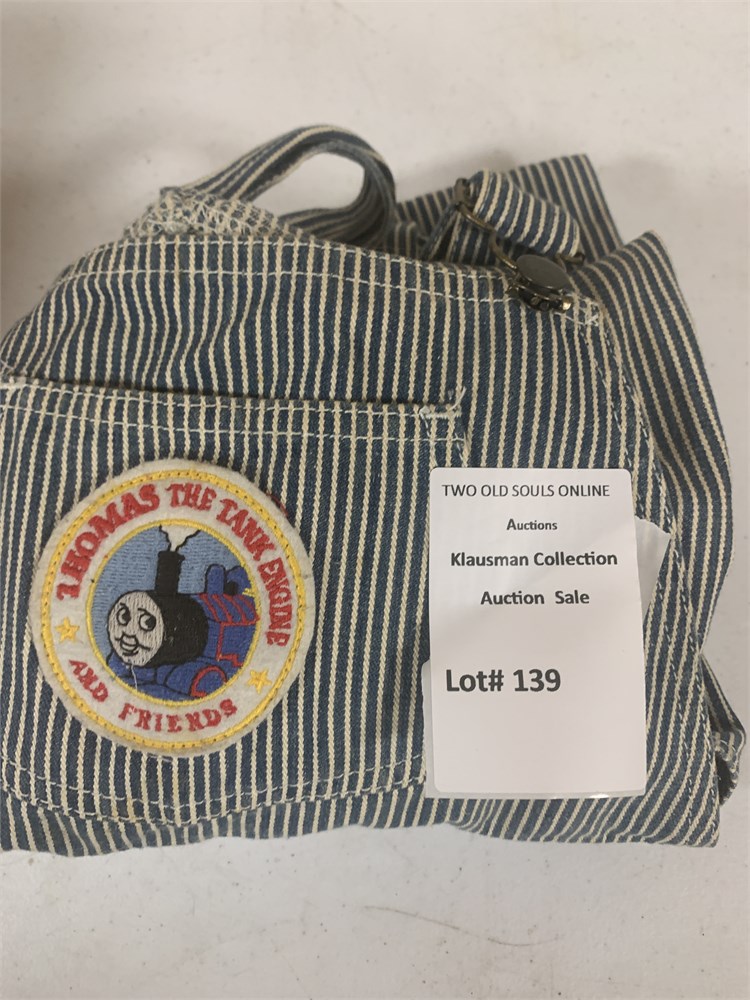 THOMAS THE TANK ENGINE
AND FRIENDS
TWO OLD SOULS ONLINE
Auctions
Klausman Collection
Auction Sale
Lot# 139